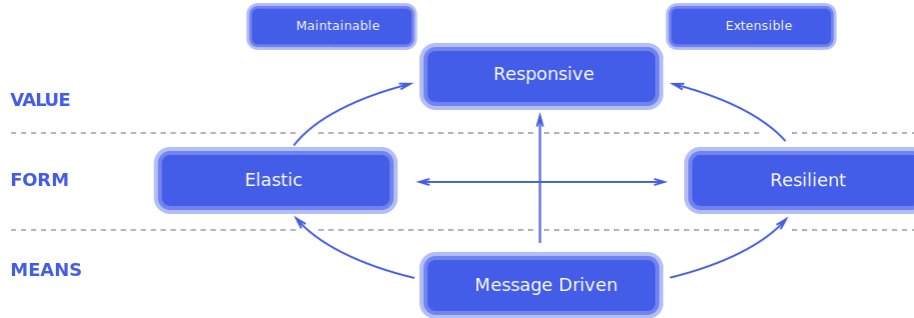 Maintainable
Extensible
Responsive
VALUE
FORM
Elastic
Resilient
MEANS
Message Driven